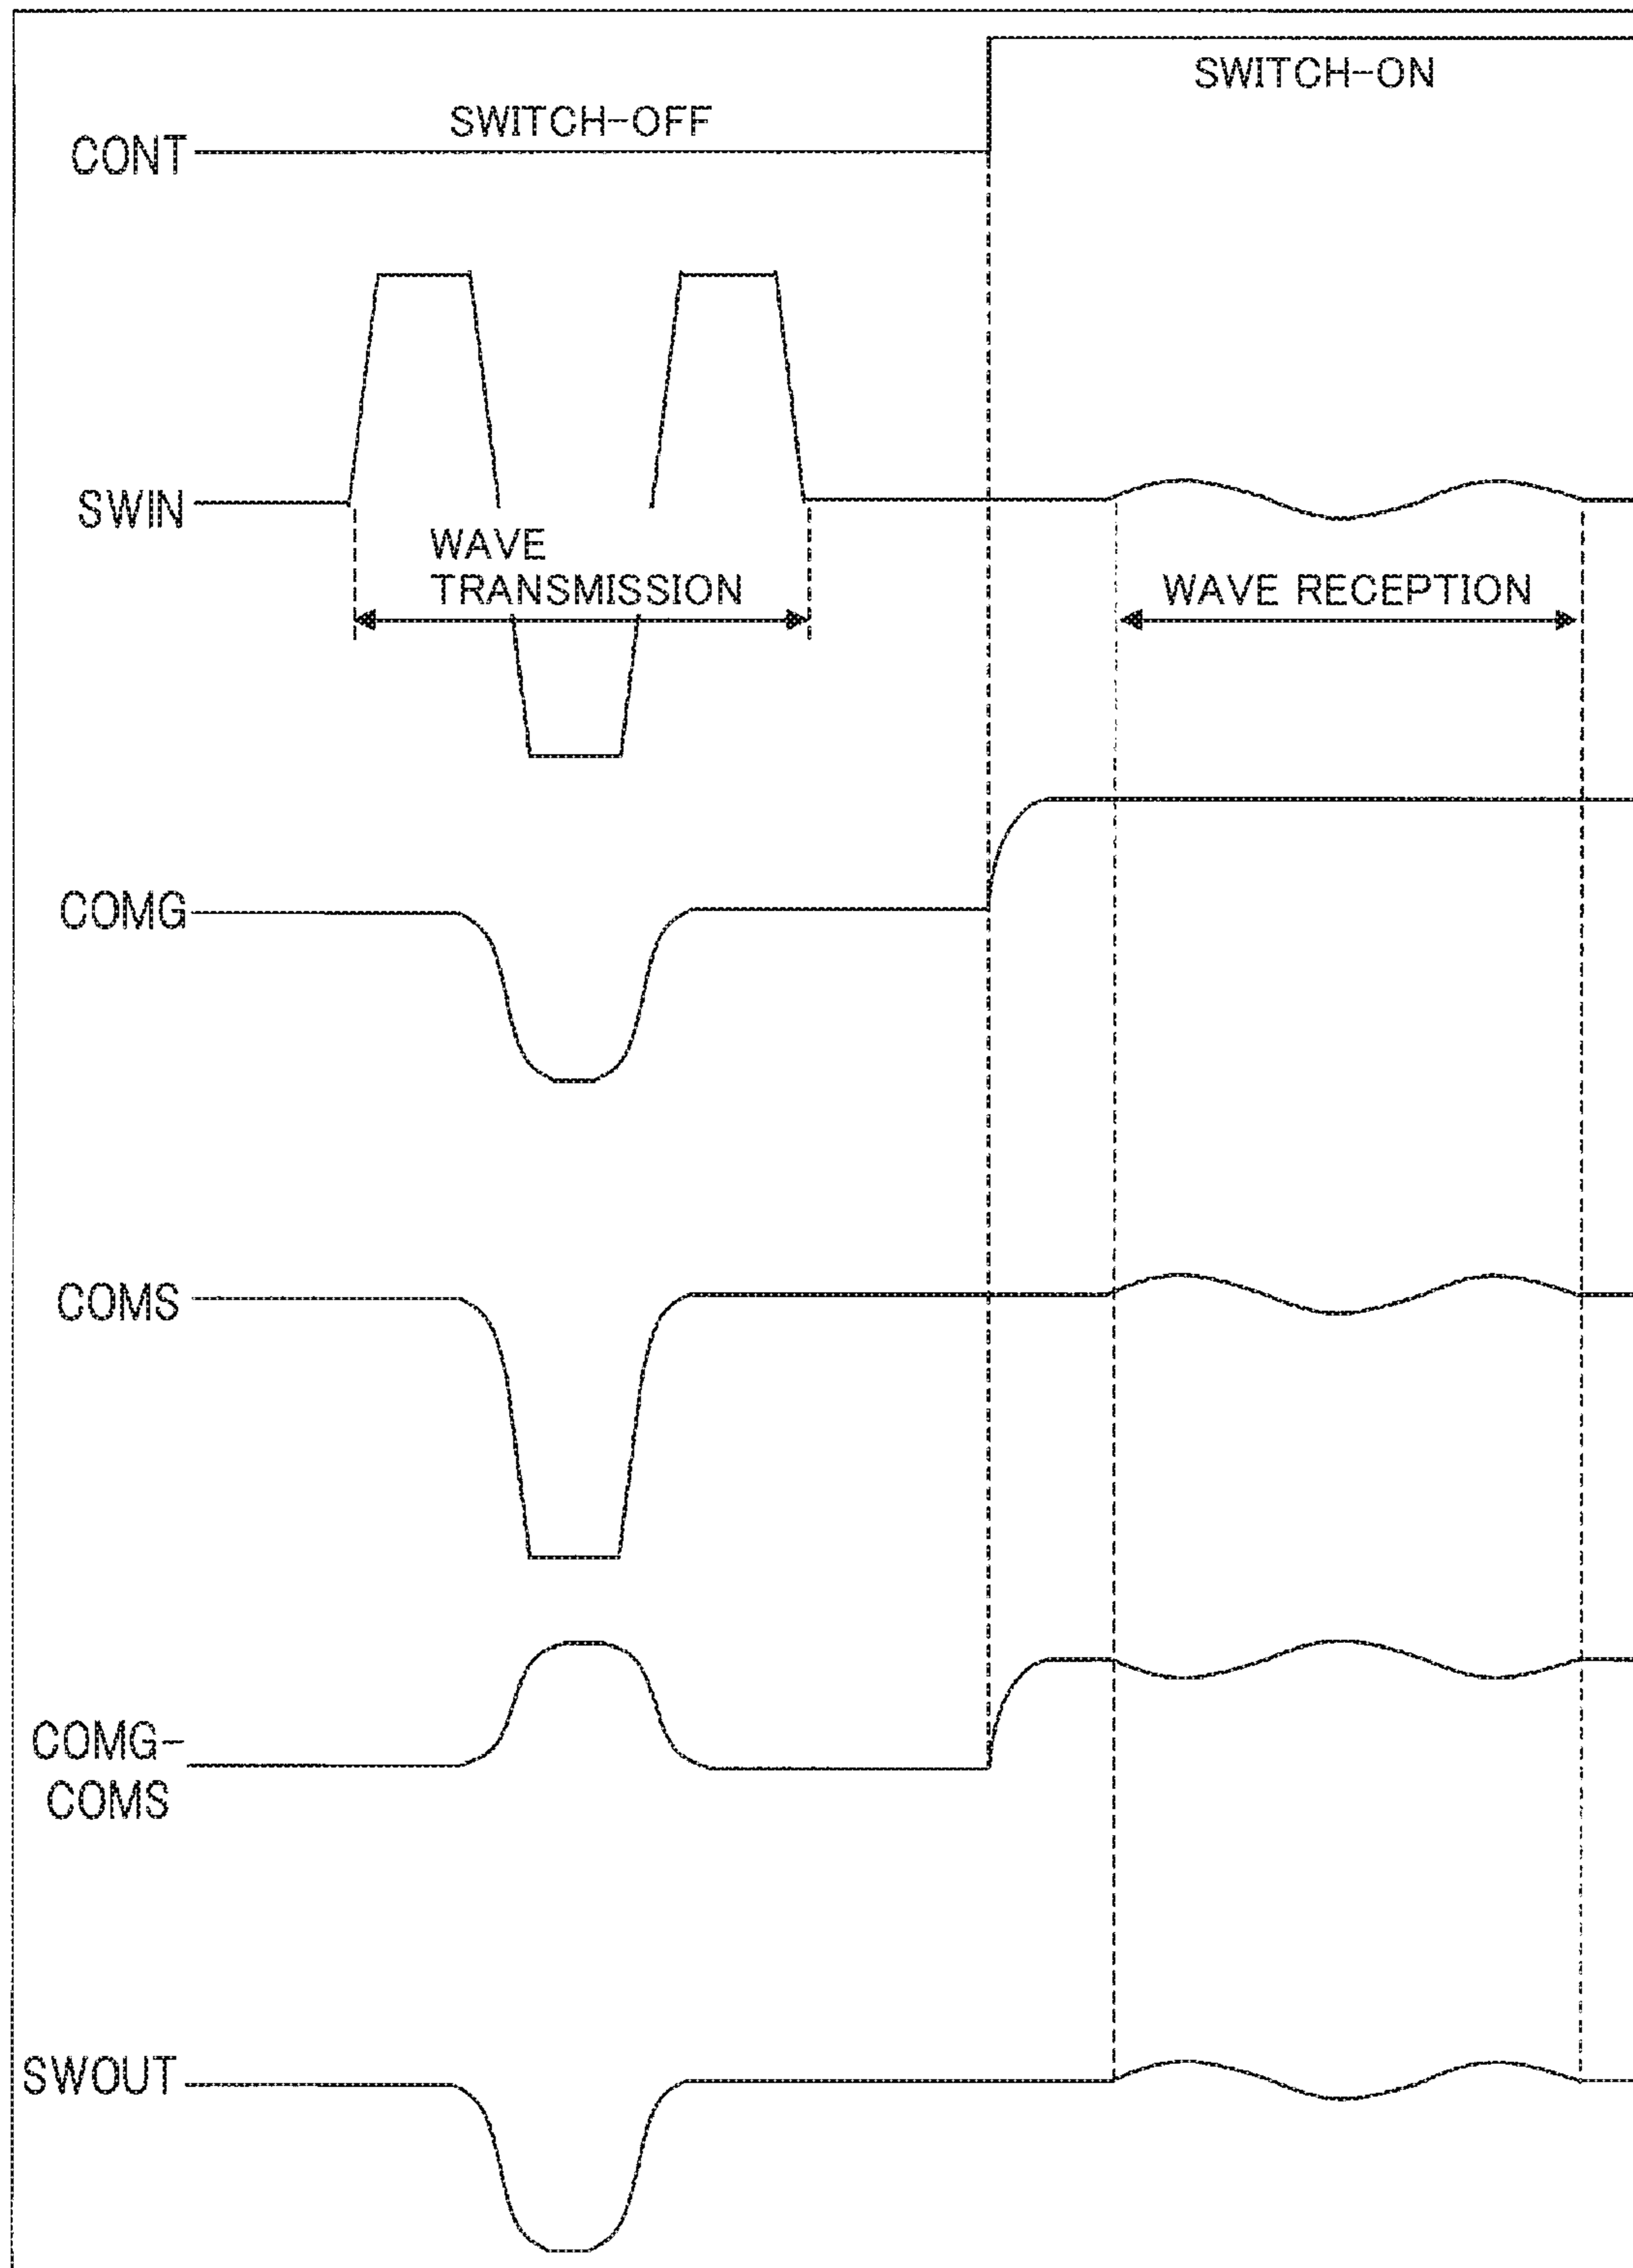 SWITCH-ON
SWITCH-OFF
CONT
SWIN
WAVE
TRANSMISSION
WAVE RECEPTION
COMG
COMS
COMG-
COMS
SWOUT